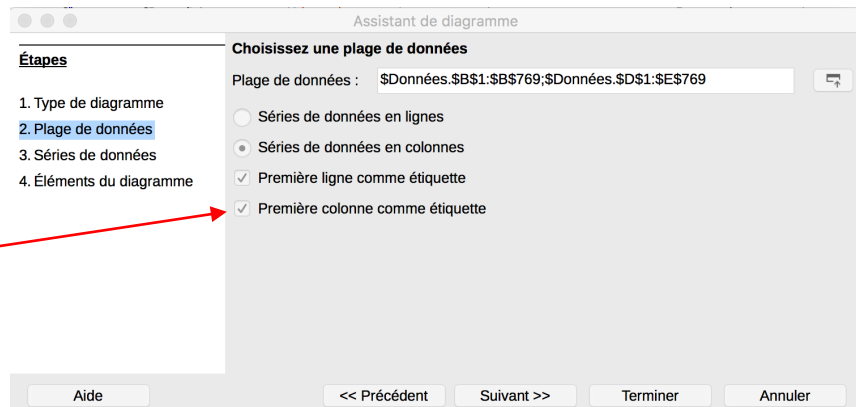 Assistant de diagramme
Étapes
1. Type de diagramme
2. Plage de données
3. Séries de données
4. Éléments du diagramme
Choisissez une plage de données
Plage de données : $Données.$B$1:$B$769;$Données.$D$1:$E$769
Séries de données en lignes
Séries de données en colonnes
Première ligne comme étiquette
Première colonne comme étiquette
Aide << Précédent Suivant >> Terminer Annuler